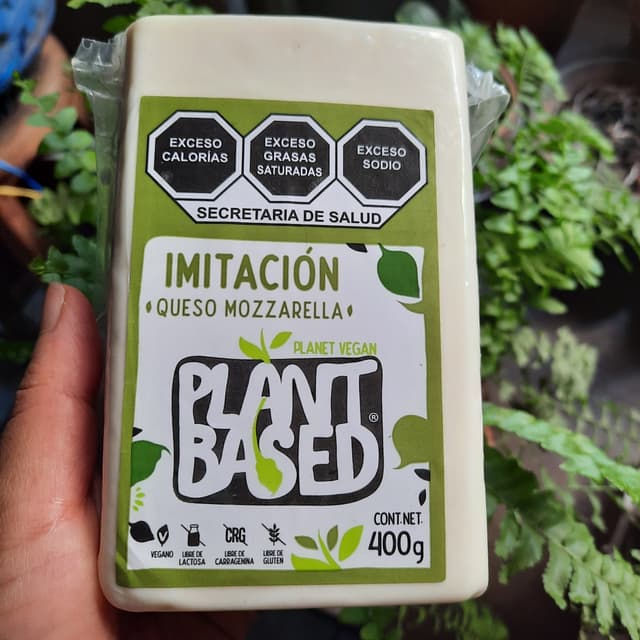 EXCESO
CALORÍAS
EXCESO
GRASAS
SATURADAS
EXCESO
SODIO
SECRETARIA DE SALUD
IMITACIÓN
QUESO MOZZARELLA
PLANET VEGAN
PLANT
BASED®
VEGANO
LIBRE DE
LACTOSA
CRG
LIBRE DE
CARRAGENINA
LIBRE DE
GLUTEN
CONT.NET.
400g